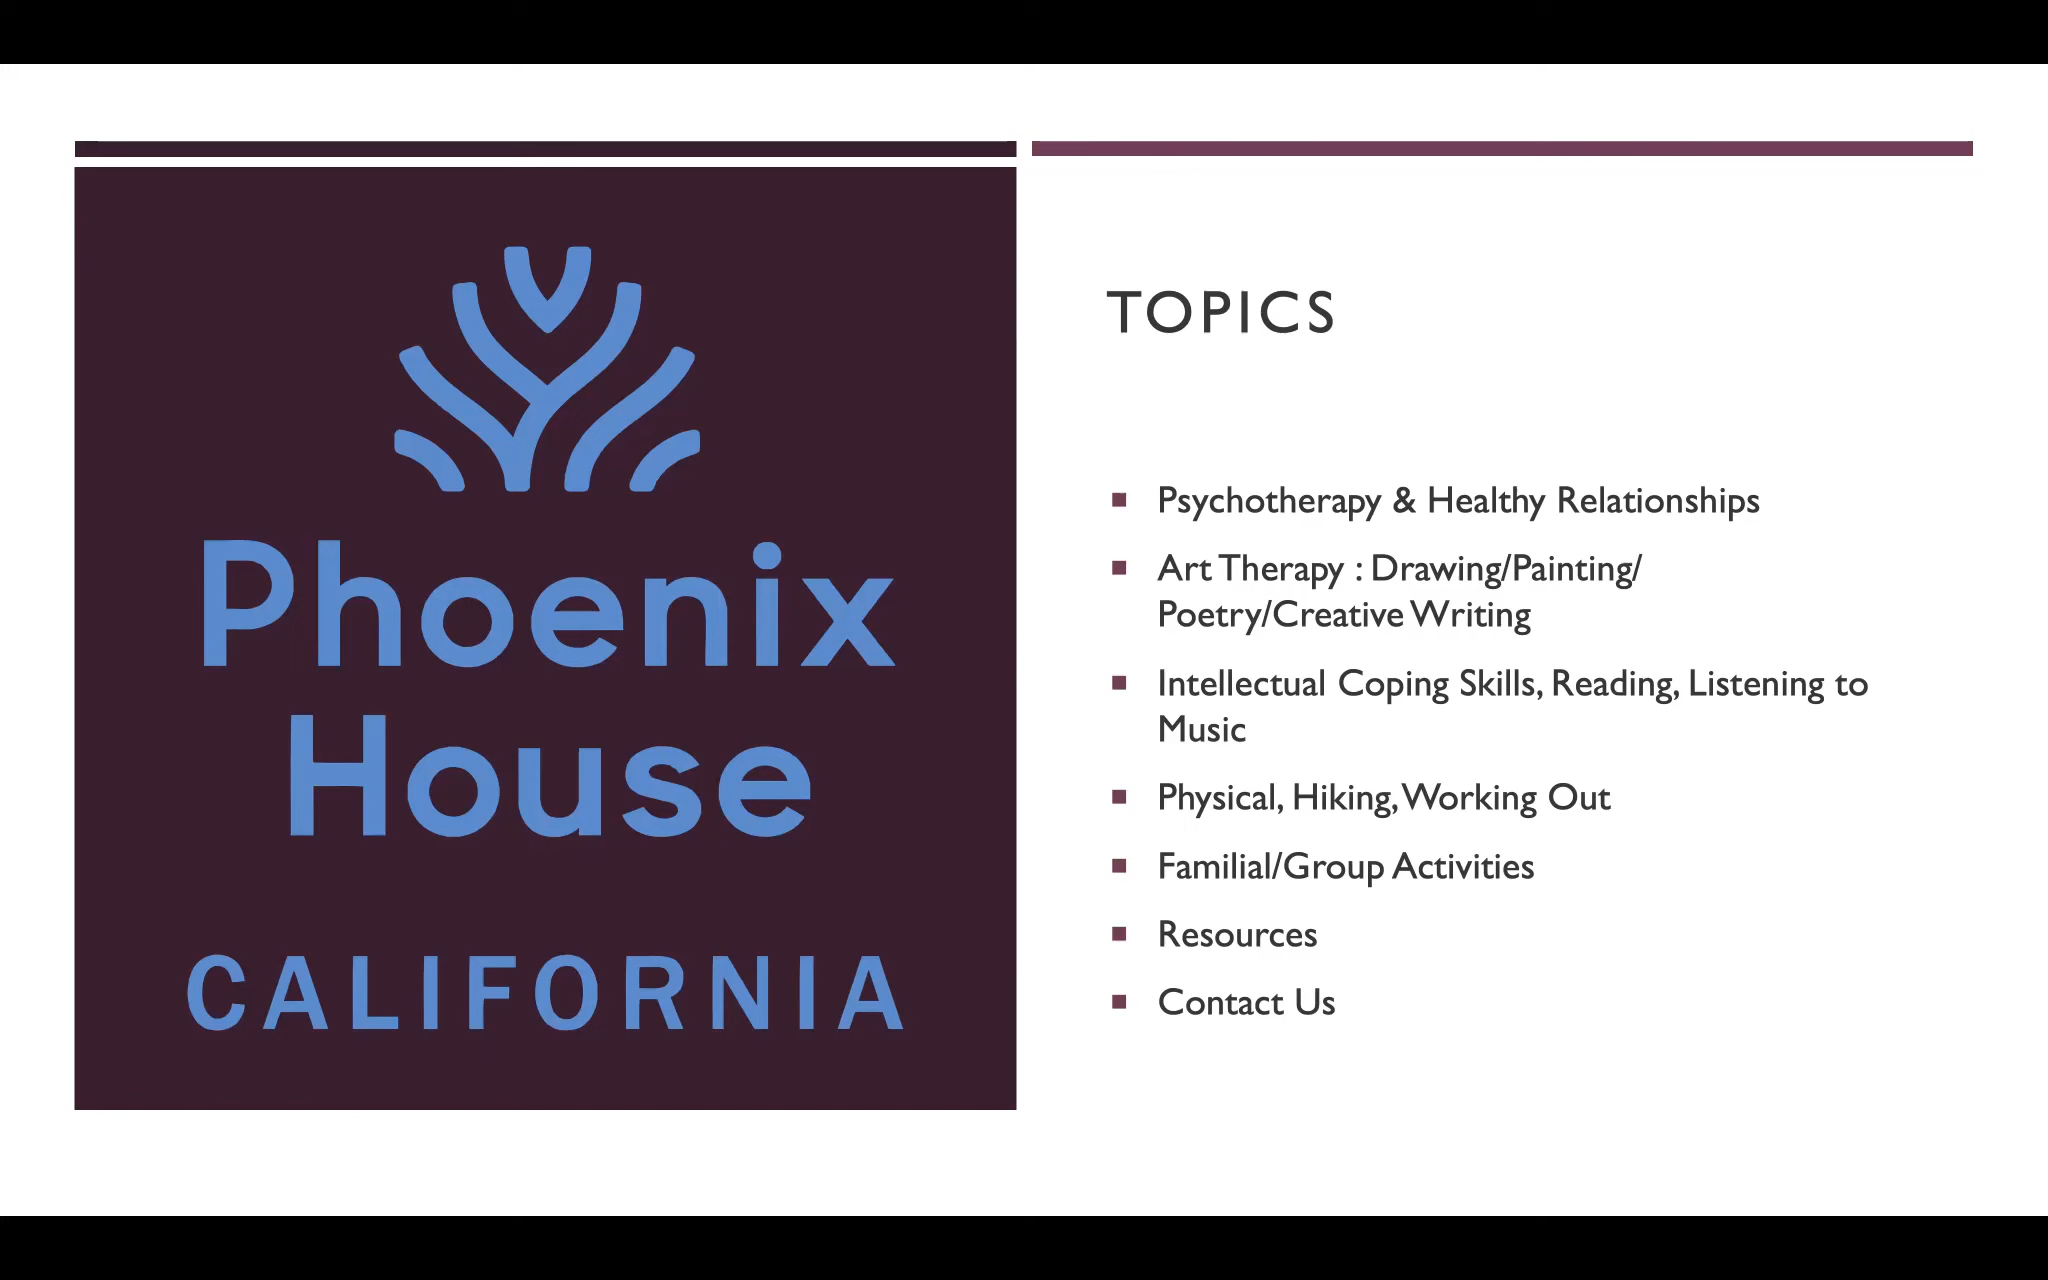 Phoenix
House
CALIFORNIA
TOPICS
Psychotherapy & Healthy Relationships
Art Therapy : Drawing/Painting/
Poetry/Creative Writing
Intellectual Coping Skills, Reading, Listening to
Music
Physical, Hiking, Working Out
Familial/Group Activities
Resources
Contact Us